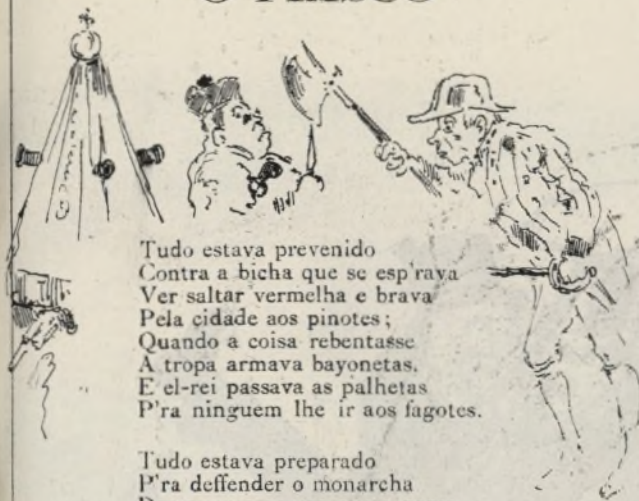 Tudo estava prevenido
Contra a bicha que se esp'rava
Ver saltar vermelha e brava
Pela cidade aos pinotes;
Quando a coisa rebentasse
A tropa armava bayonetas.
E el-rei passava as palhetas
P'ra ninguem lhe ir aos fagotes.
Tudo estava preparado
P'ra deffender o monarcha